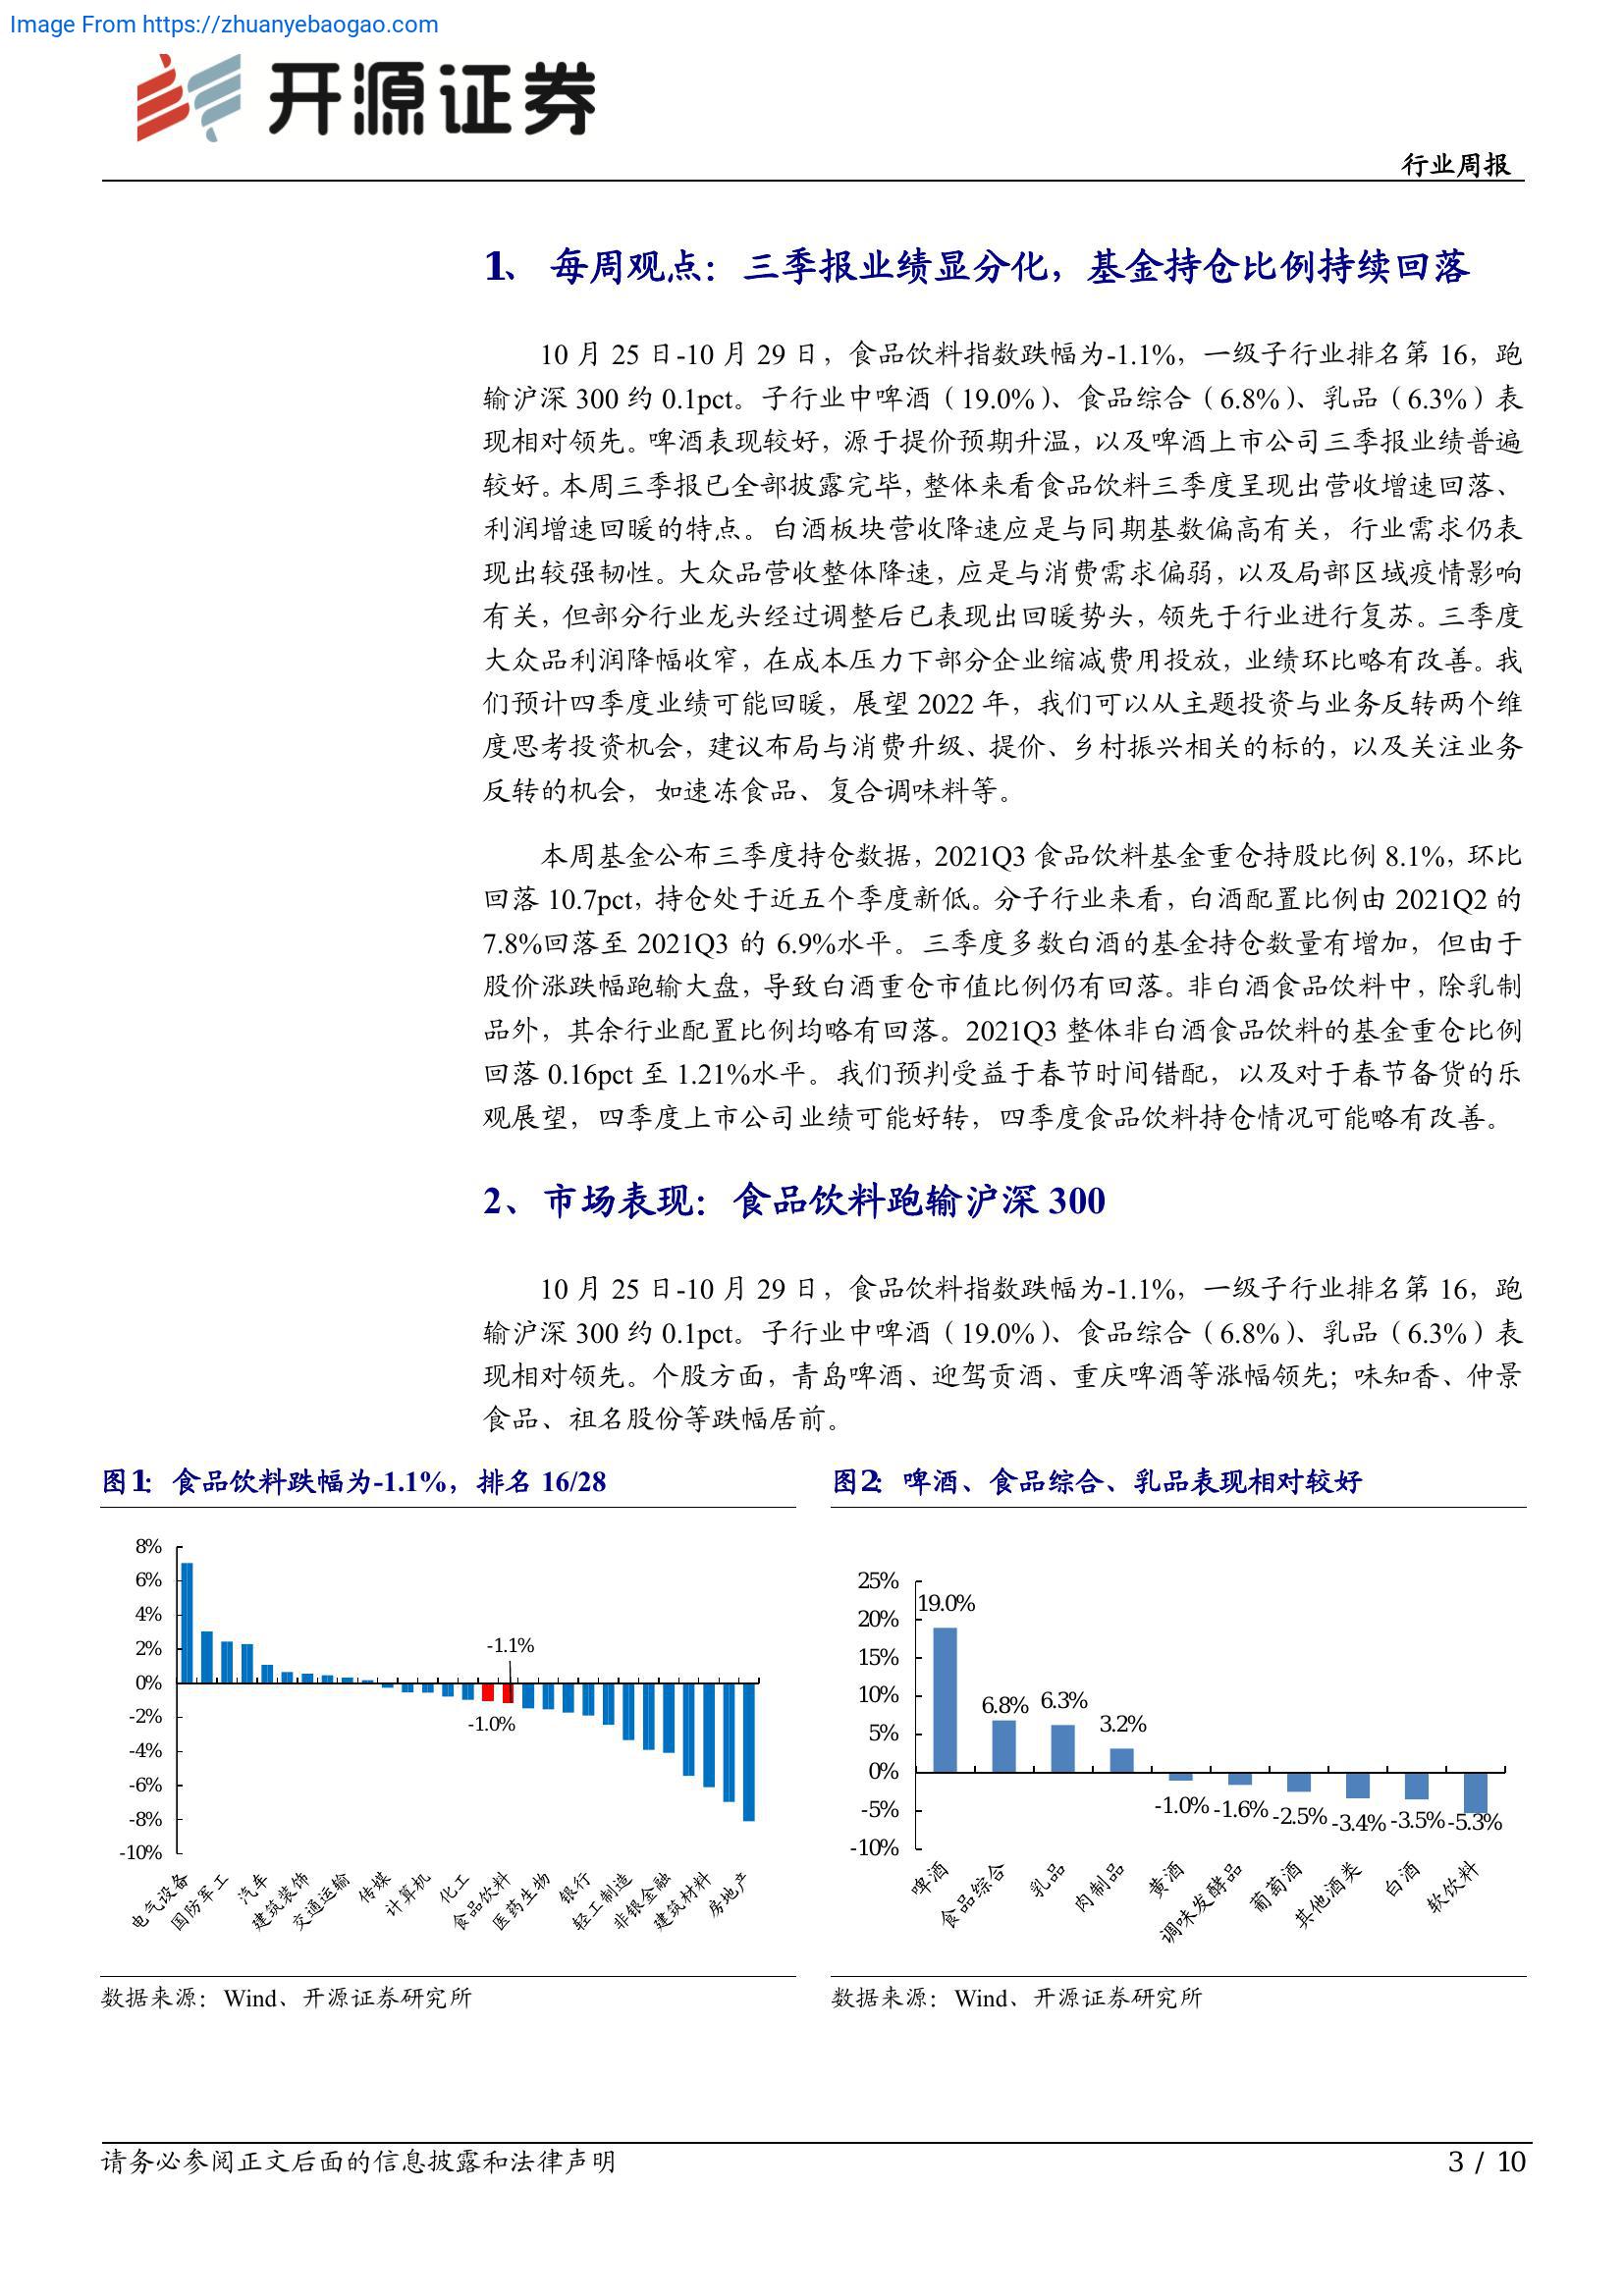 Image From https://zhuanyebaogao.com
开源证券
行业周报
1、 每周观点：三季报业绩显分化，基金持仓比例持续回落
10 月 25 日-10 月 29 日，食品饮料指数跌幅为-1.1%，一级子行业排名第 16，跑
输沪深 300 约 0.1pct。子行业中啤酒（19.0%）、食品综合（6.8%）、乳品（6.3%）表
现相对领先。啤酒表现较好，源于提价预期升温，以及啤酒上市公司三季报业绩普遍
较好。本周三季报已全部披露完毕，整体来看食品饮料三季度呈现出营收增速回落、
利润增速回暖的特点。白酒板块营收降速应是与同期基数偏高有关，行业需求仍表
现出较强韧性。大众品营收整体降速，应是与消费需求偏弱，以及局部区域疫情影响
有关，但部分行业龙头经过调整后已表现出回暖势头，领先于行业进行复苏。三季度
大众品利润降幅收窄，在成本压力下部分企业缩减费用投放，业绩环比略有改善。我
们预计四季度业绩可能回暖，展望 2022 年，我们可以从主题投资与业务反转两个维
度思考投资机会，建议布局与消费升级、提价、乡村振兴相关的标的，以及关注业务
反转的机会，如速冻食品、复合调味料等。
本周基金公布三季度持仓数据，2021Q3 食品饮料基金重仓持股比例 8.1%，环比
回落 10.7pct，持仓处于近五个季度新低。分子行业来看，白酒配置比例由 2021Q2 的
7.8%回落至 2021Q3 的 6.9%水平。三季度多数白酒的基金持仓数量有增加，但由于
股价涨跌幅跑输大盘，导致白酒重仓市值比例仍有回落。非白酒食品饮料中，除乳制
品外，其余行业配置比例均略有回落。2021Q3 整体非白酒食品饮料的基金重仓比例
回落 0.16pct 至 1.21%水平。我们预判受益于春节时间错配，以及对于春节备货的乐
观展望，四季度上市公司业绩可能好转，四季度食品饮料持仓情况可能略有改善。
2、市场表现：食品饮料跑输沪深 300
10 月 25 日-10 月 29 日，食品饮料指数跌幅为-1.1%，一级子行业排名第 16，跑
输沪深 300 约 0.1pct。子行业中啤酒（19.0%）、食品综合（6.8%）、乳品（6.3%）表
现相对领先。个股方面，青岛啤酒、迎驾贡酒、重庆啤酒等涨幅领先；味知香、仲景
食品、祖名股份等跌幅居前。
图1： 食品饮料跌幅为-1.1%，排名 16/28
8%
6%
4%
2%
0%
-2%
-4%
-6%
-8%
-10%
-1.1%
-1.0%
电气设备
国防军工
汽车
建筑装饰
交通运输
传媒
计算机
化工
食品饮料
医药生物
银行
轻工制造
非银金融
建筑材料
房地产
数据来源：Wind、开源证券研究所
图2： 啤酒、食品综合、乳品表现相对较好
25%
20%
15%
10%
5%
0%
-5%
-10%
19.0%
6.8%
6.3%
3.2%
-1.0%
-1.6%
-2.5%
-3.4%
-3.5%
-5.3%
啤酒
食品综合
乳品
肉制品
黄酒
调味发酵品
葡萄酒
其他酒类
白酒
软饮料
数据来源：Wind、开源证券研究所
请务必参阅正文后面的信息披露和法律声明
3 / 10